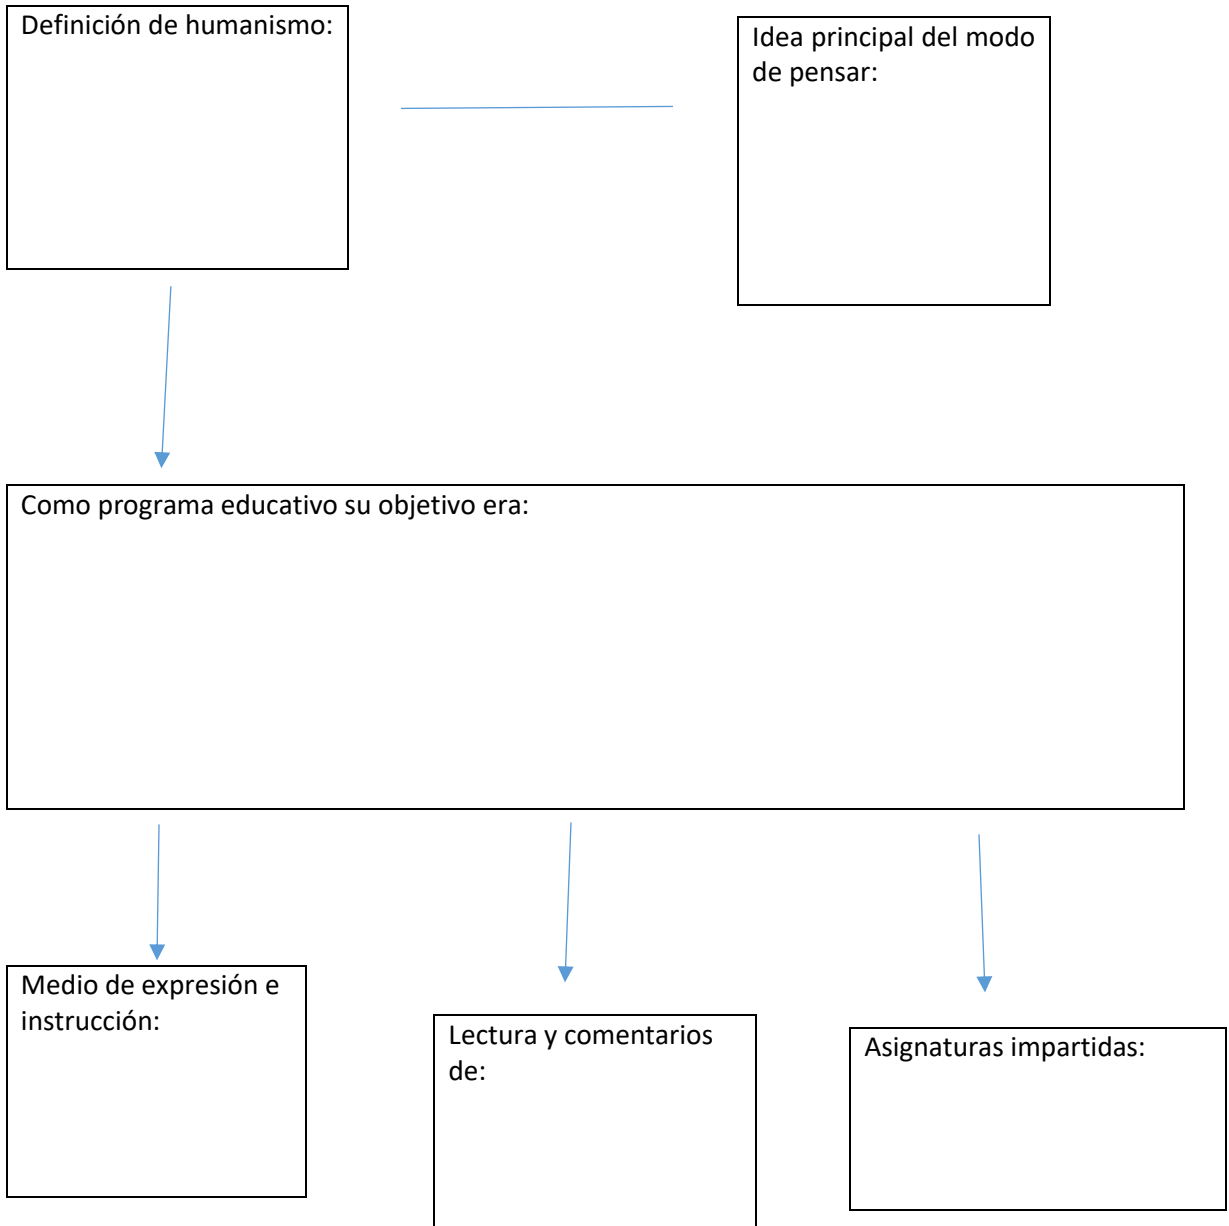 Definición de humanismo:
Idea principal del modo
de pensar:
Como programa educativo su objetivo era:
Medio de expresión e
instrucción:
Lectura y comentarios
de:
Asignaturas impartidas: